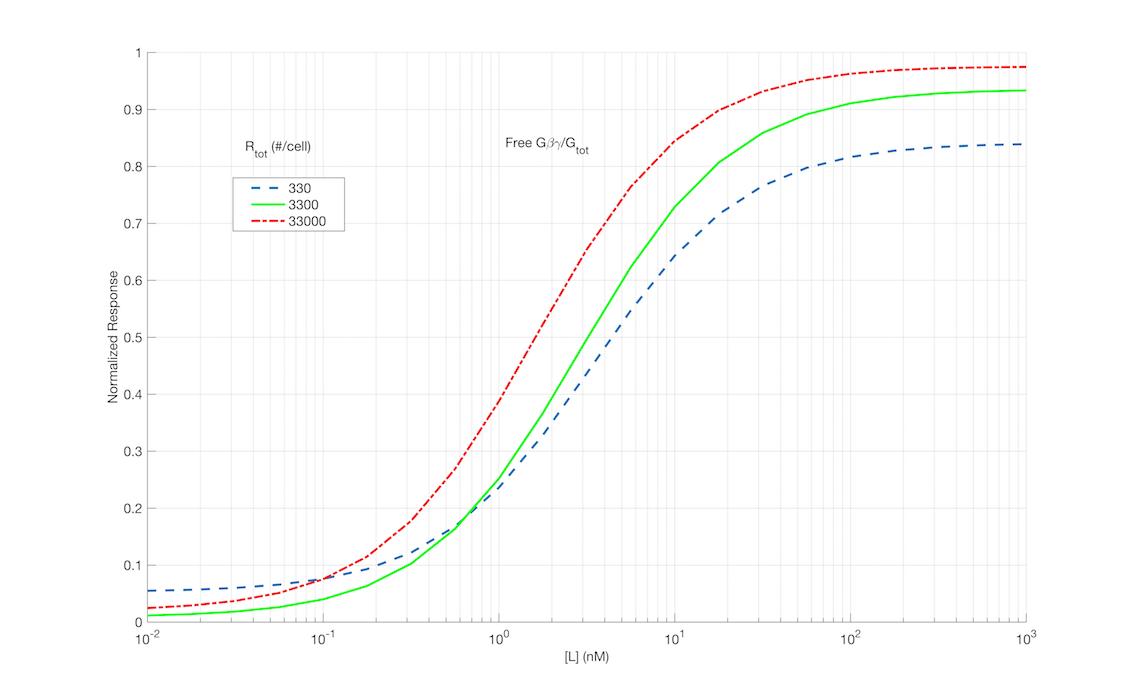 1
0.9
R_tot (#/cell)
Free Gβγ/G_tot
0.8
330
3300
33000
0.7
0.6
Normalized Response
0.5
0.4
0.3
0.2
0.1
0
10^-2 10^-1 10^0 10^1 10^2 10^3
[L] (nM)